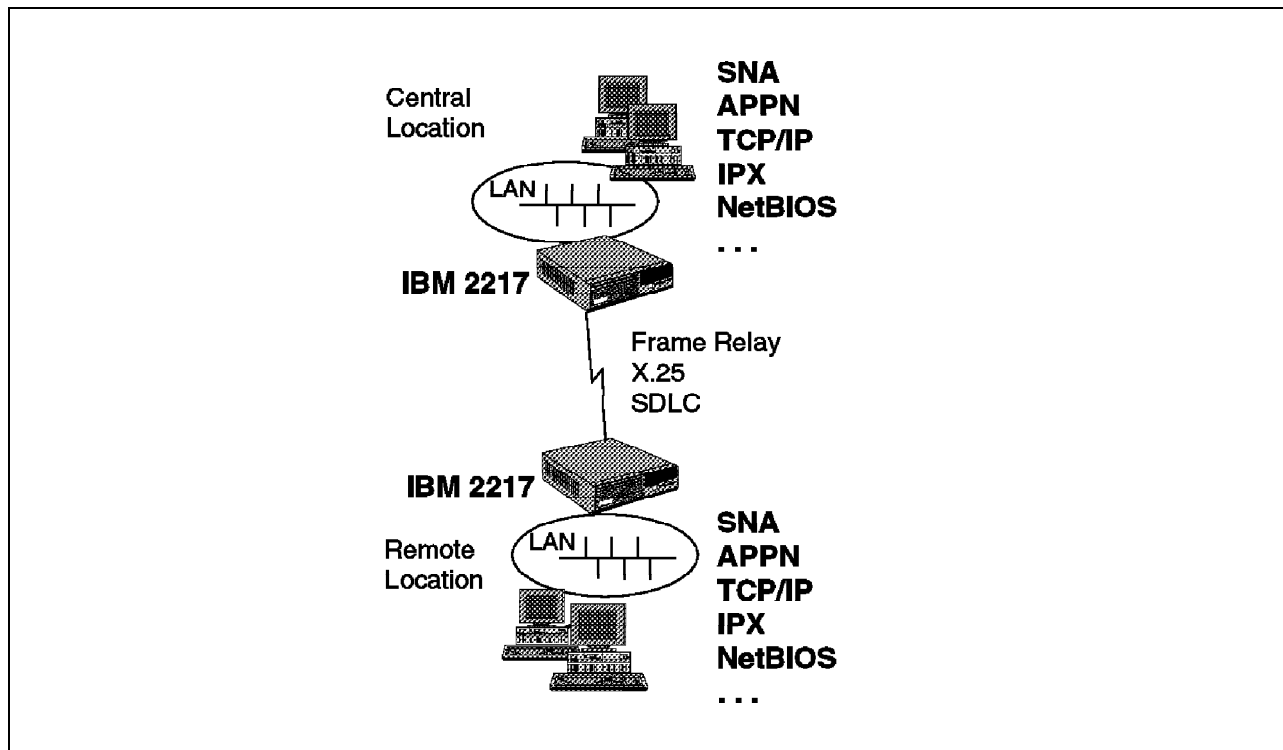 Central
Location
SNA
APPN
TCP/IP
IPX
NetBIOS
. . .
LAN
IBM 2217
Frame Relay
X.25
SDLC
IBM 2217
Remote
Location
LAN
SNA
APPN
TCP/IP
IPX
NetBIOS
. . .